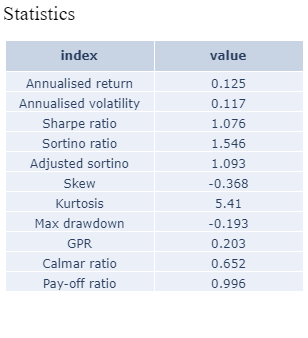 Statistics
index value
Annualised return 0.125
Annualised volatility 0.117
Sharpe ratio 1.076
Sortino ratio 1.546
Adjusted sortino 1.093
Skew -0.368
Kurtosis 5.41
Max drawdown -0.193
GPR 0.203
Calmar ratio 0.652
Pay-off ratio 0.996